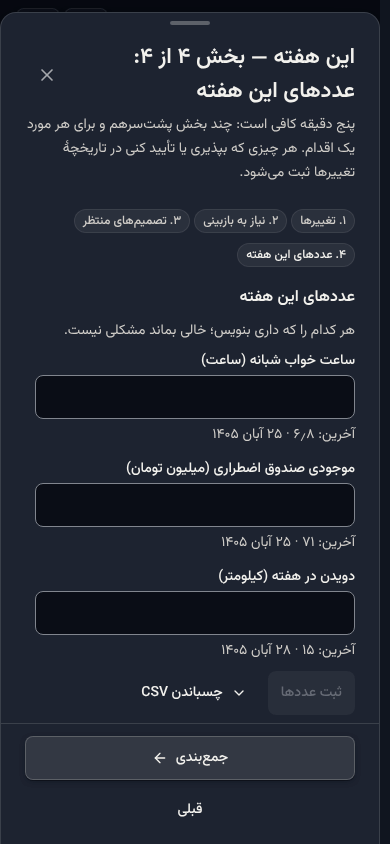 این هفته — بخش ۴ از ۴:
عددهای این هفته
پنج دقیقه کافی است: چند بخش پشت‌سرهم و برای هر مورد
یک اقدام. هر چیزی که بپذیری یا تأیید کنی در تاریخچهٔ
تغییرها ثبت می‌شود.
۱. تغییرها
۲. نیاز به بازبینی
۳. تصمیم‌های منتظر
۴. عددهای این هفته
عددهای این هفته
هر کدام را که داری بنویس؛ خالی بماند مشکلی نیست.
ساعت خواب شبانه (ساعت)
آخرین: ۶٫۸ · ۲۵ آبان ۱۴۰۵
موجودی صندوق اضطراری (میلیون تومان)
آخرین: ۷۱ · ۲۵ آبان ۱۴۰۵
دویدن در هفته (کیلومتر)
آخرین: ۱۵ · ۲۸ آبان ۱۴۰۵
ثبت عددها
چسباندن CSV
جمع‌بندی
قبلی